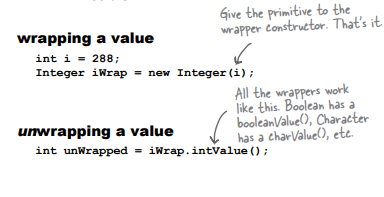 Give the primitive to the
wrapper constructor. That's it.
wrapping a value
int i = 288;
Integer iWrap = new Integer(i);
All the wrappers work
like this. Boolean has a
booleanValue(), Character
has a charValue(), etc.
unwrapping a value
int unWrapped = iWrap.intValue();